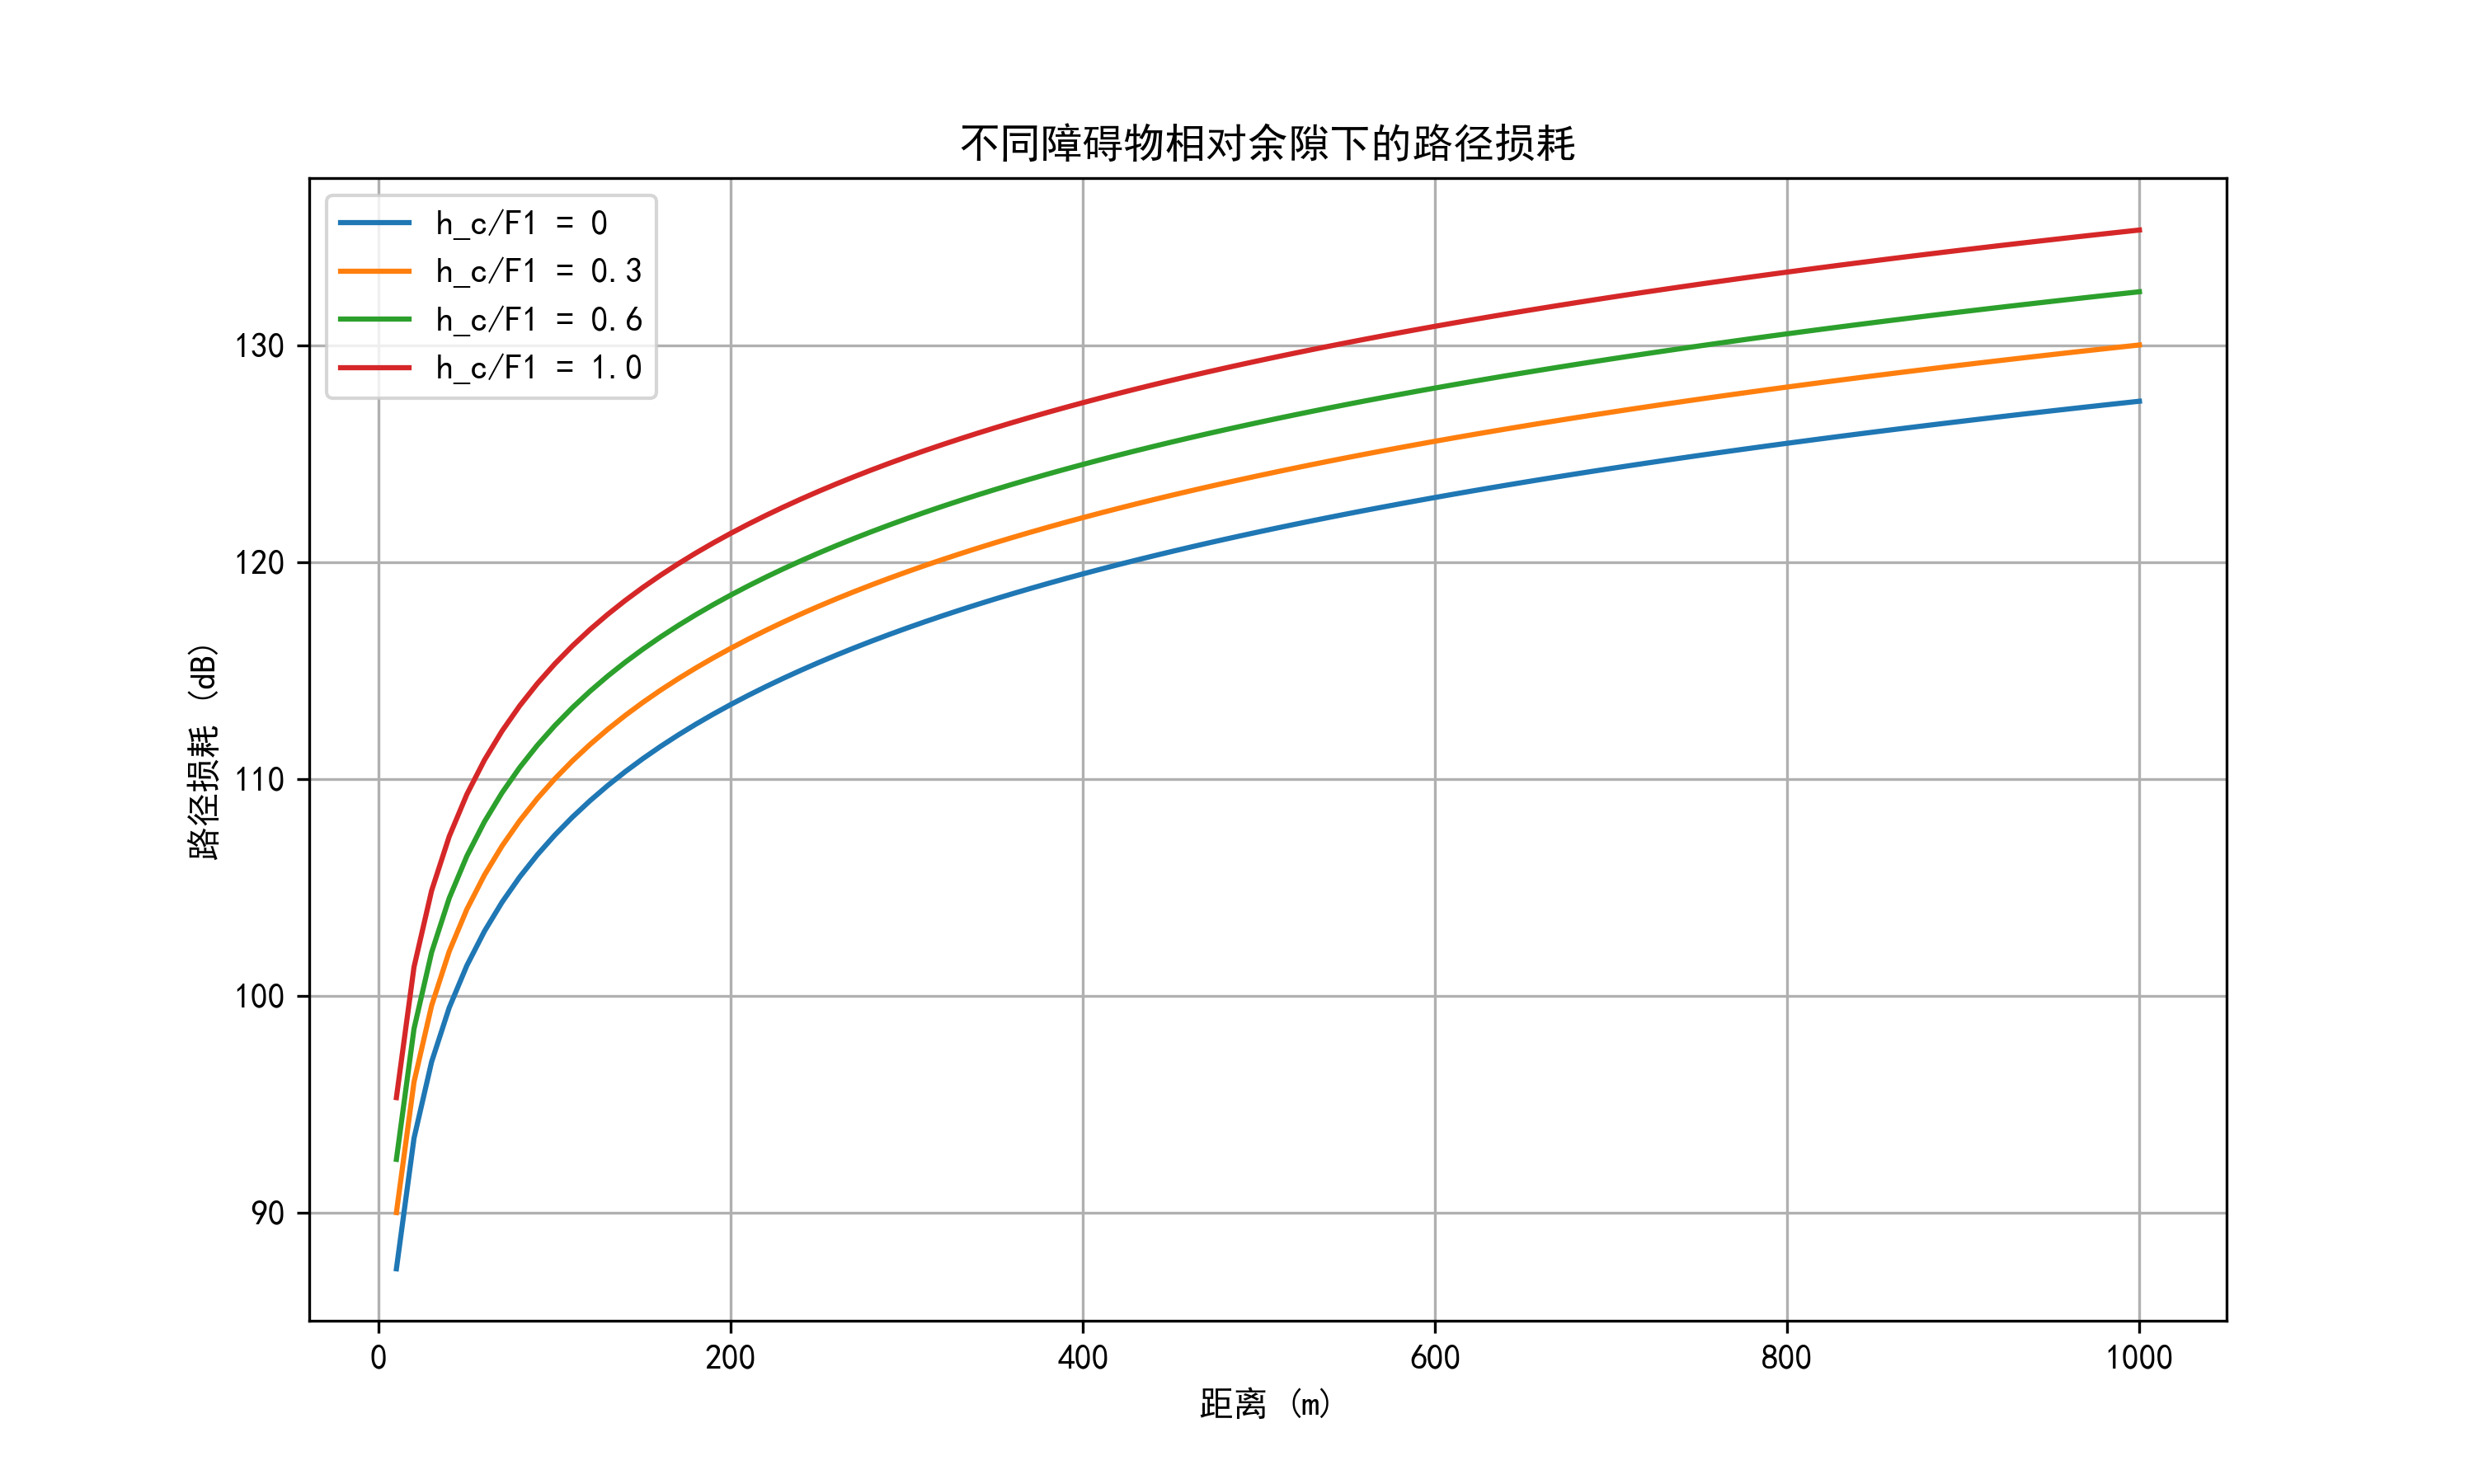 不同障碍物相对余隙下的路径损耗
h_c/F1 = 0
h_c/F1 = 0.3
h_c/F1 = 0.6
h_c/F1 = 1.0
130
120
110
100
90
路径损耗 (dB)
0 200 400 600 800 1000
距离 (m)